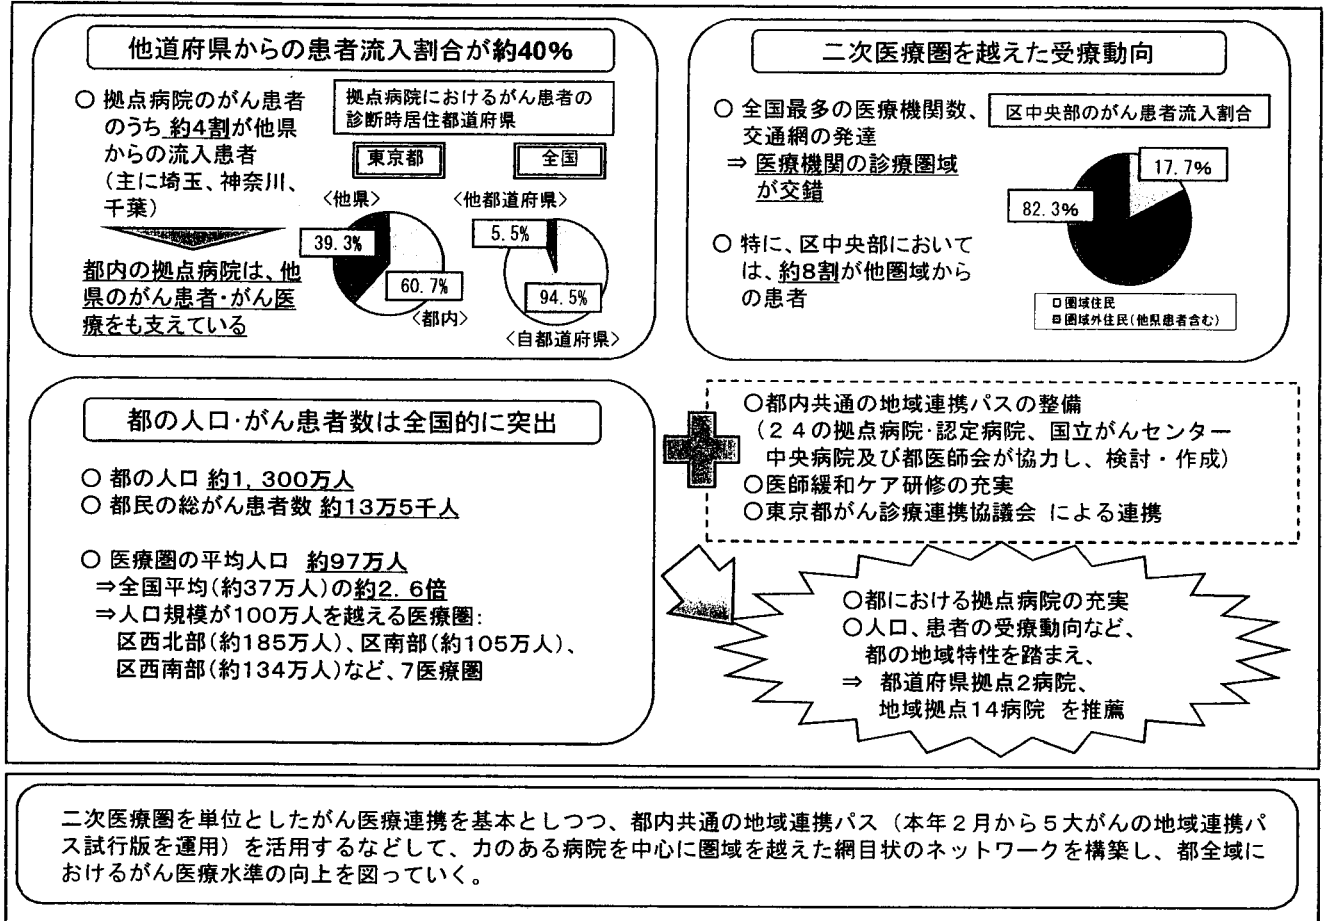 他道府県からの患者流入割合が約40%
○ 拠点病院のがん患者
のうち 約4割が他県
からの流入患者
（主に埼玉、神奈川、
千葉）
都内の拠点病院は、他
県のがん患者・がん医
療をも支えている
拠点病院におけるがん患者の
診断時居住都道府県
東京都
全国
〈他県〉
〈他都道府県〉
39.3%
5.5%
60.7%
94.5%
〈都内〉
〈自都道府県〉
二次医療圏を越えた受療動向
○ 全国最多の医療機関数、
交通網の発達
⇒ 医療機関の診療圏域
が交錯
○ 特に、区中央部において
は、約8割が他圏域から
の患者
区中央部のがん患者流入割合
17.7%
82.3%
□圏域住民
圏域外住民（他県患者含む）
都の人口・がん患者数は全国的に突出
○ 都の人口 約1,300万人
○ 都民の総がん患者数 約13万5千人
○ 医療圏の平均人口 約97万人
⇒全国平均（約37万人）の約2.6倍
⇒人口規模が100万人を越える医療圏：
区西北部（約185万人）、区南部（約105万人）、
区西南部（約134万人）など、7医療圏
○都内共通の地域連携パスの整備
（24の拠点病院・認定病院、国立がんセンター
中央病院及び都医師会が協力し、検討・作成）
○医師緩和ケア研修の充実
○東京都がん診療連携協議会 による連携
○都における拠点病院の充実
○人口、患者の受療動向など、
都の地域特性を踏まえ、
⇒ 都道府県拠点2病院、
地域拠点14病院 を推薦
二次医療圏を単位としたがん医療連携を基本としつつ、都内共通の地域連携パス（本年2月から5大がんの地域連携パ
ス試行版を運用）を活用するなどして、力のある病院を中心に圏域を越えた網目状のネットワークを構築し、都全域に
おけるがん医療水準の向上を図っていく。